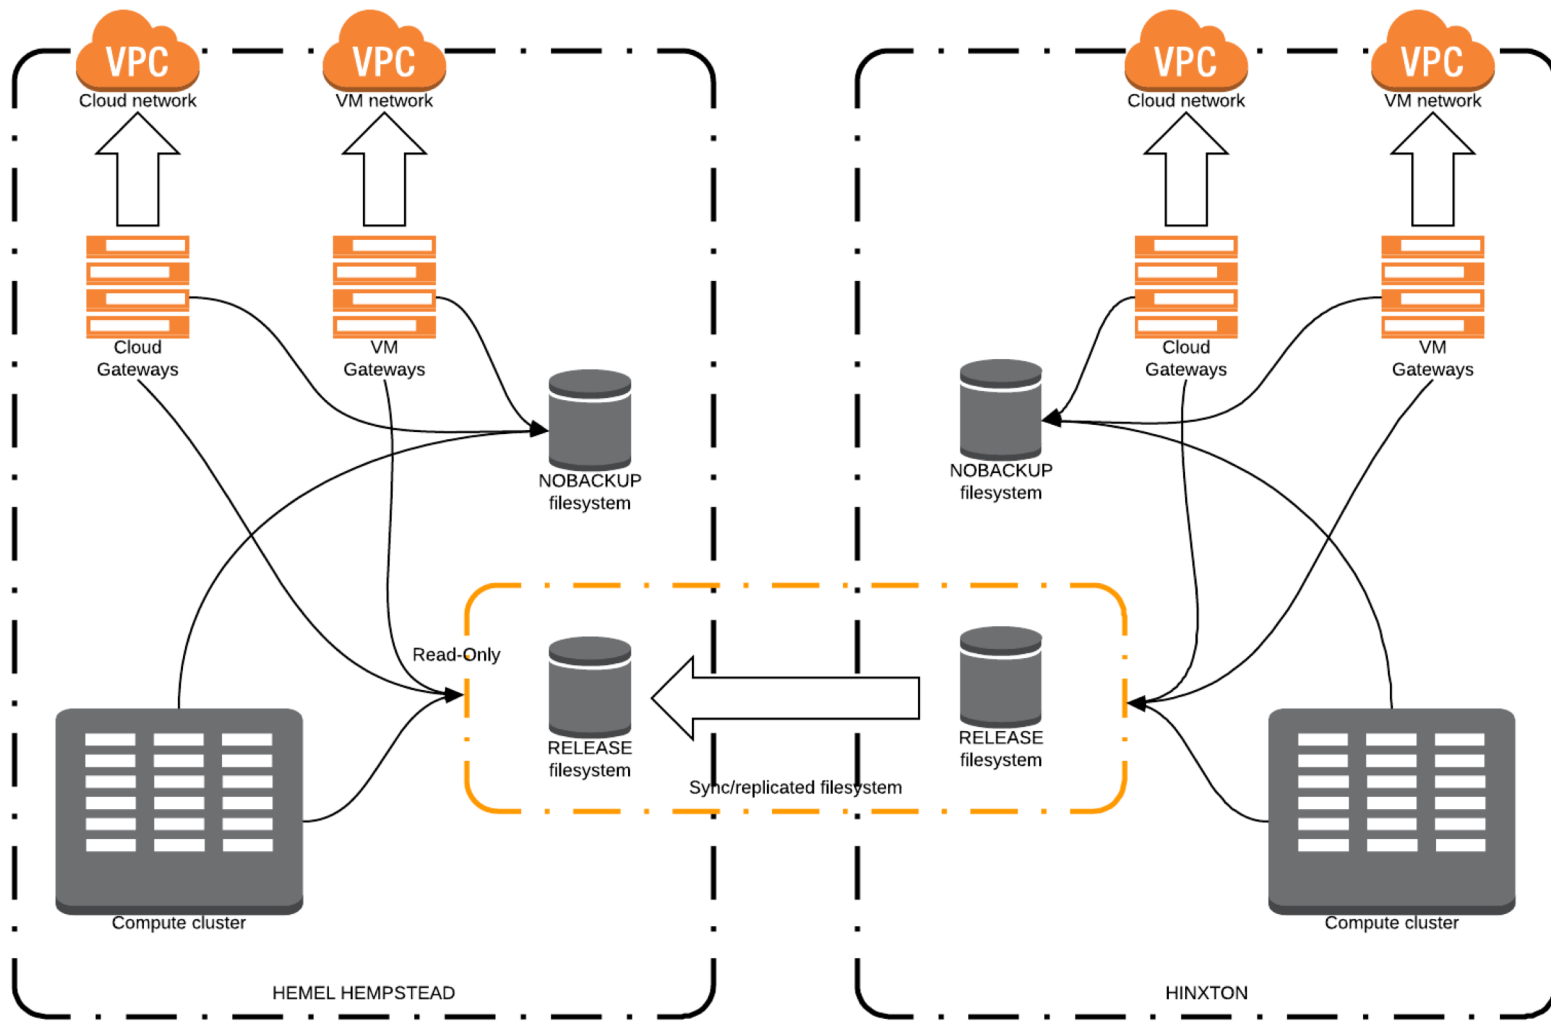 VPC
Cloud network
VPC
VM network
VPC
Cloud network
VPC
VM network
Cloud
Gateways
VM
Gateways
Cloud
Gateways
VM
Gateways
NOBACKUP
filesystem
NOBACKUP
filesystem
Read-Only
RELEASE
filesystem
RELEASE
filesystem
Sync/replicated filesystem
Compute cluster
Compute cluster
HEMEL HEMPSTEAD
HINXTON